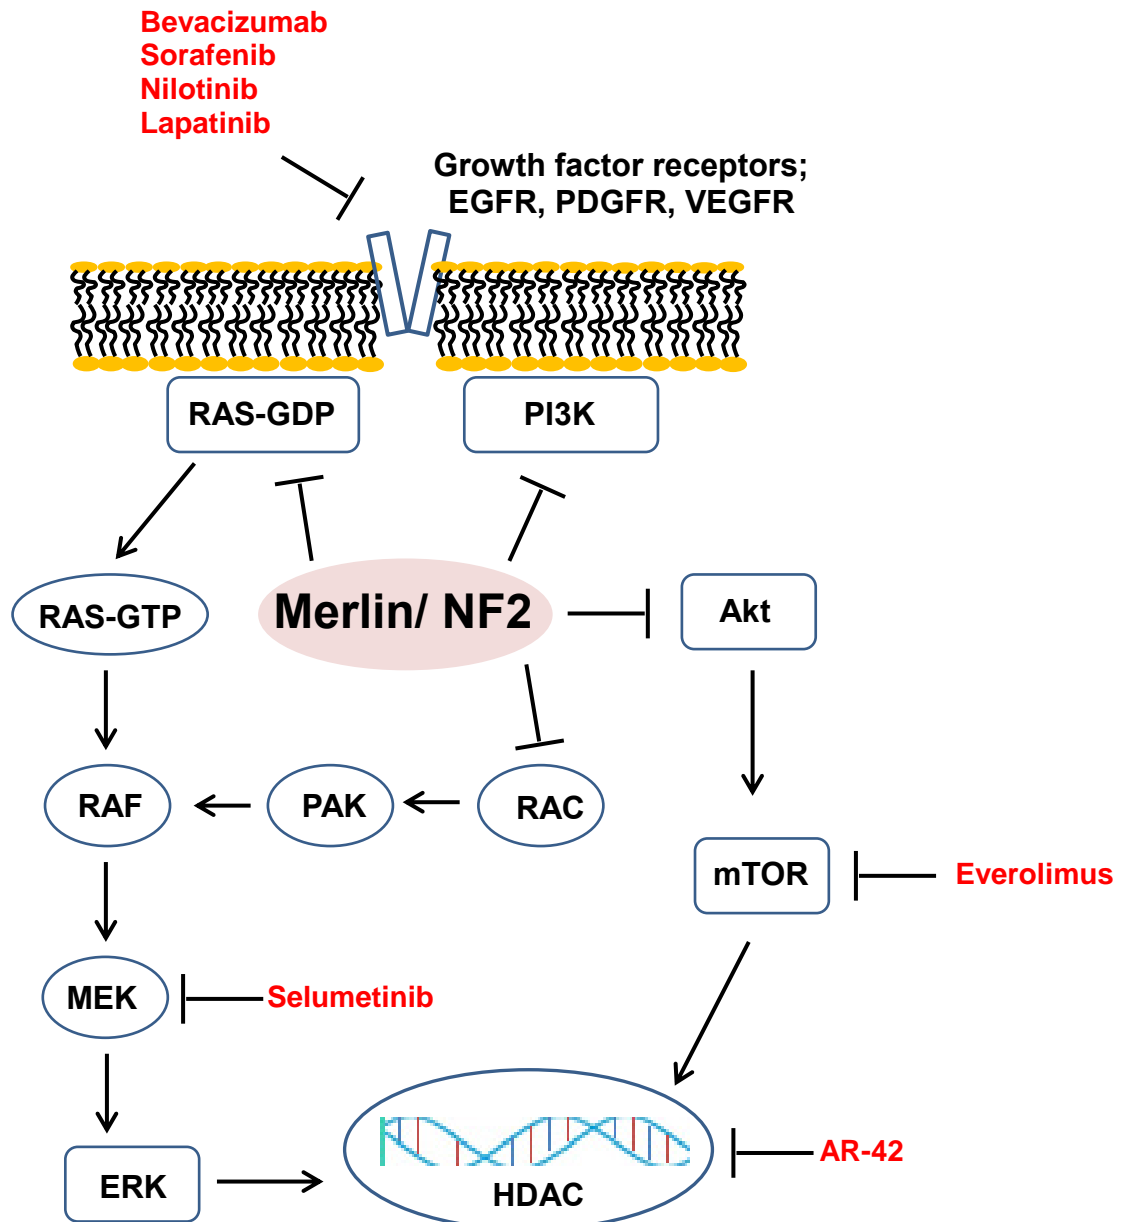 Bevacizumab
Sorafenib
Nilotinib
Lapatinib
Growth factor receptors;
EGFR, PDGFR, VEGFR
RAS-GDP
PI3K
RAS-GTP
Merlin/ NF2
Akt
RAF
PAK
RAC
mTOR
Everolimus
MEK
Selumetinib
AR-42
ERK
HDAC